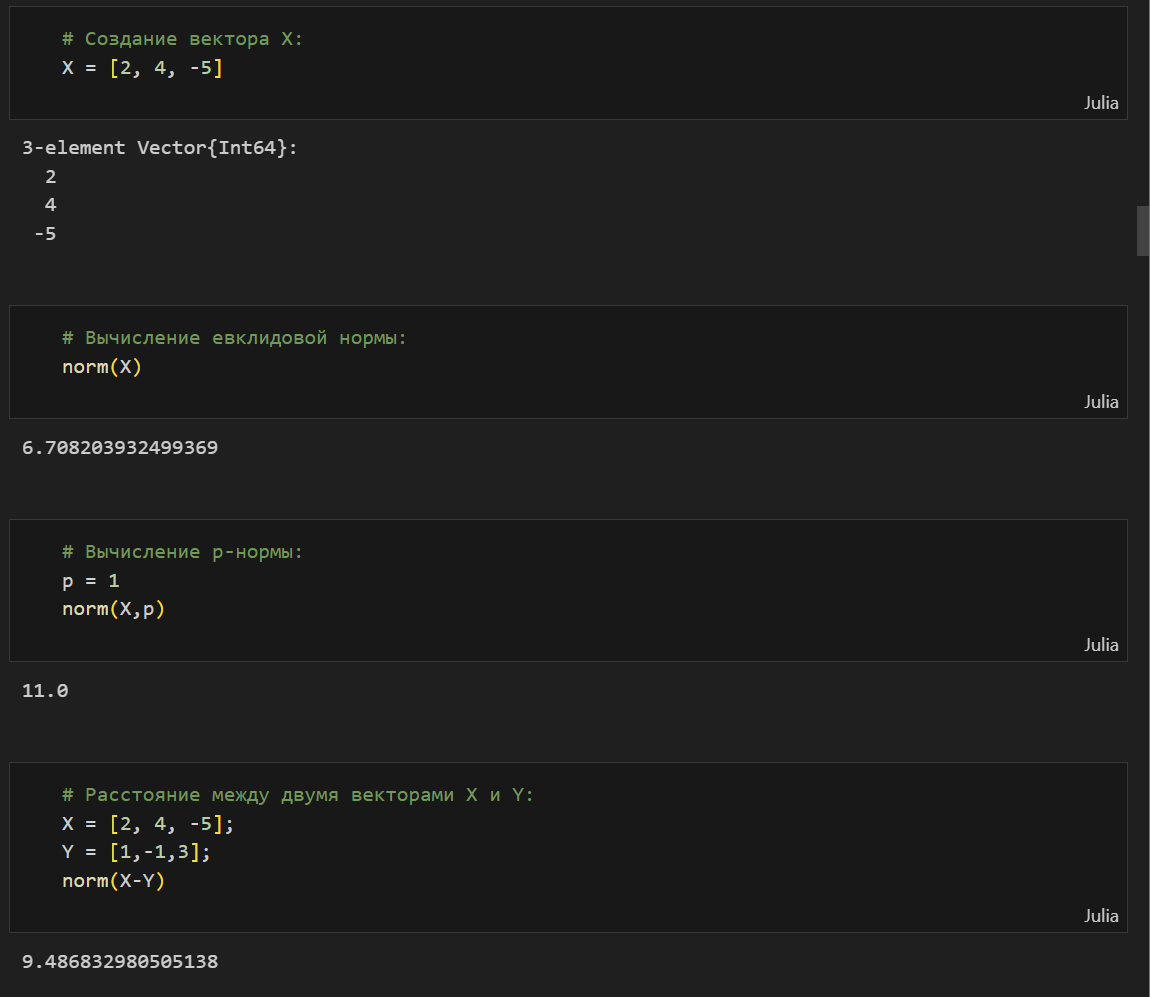 # Создание вектора X:
X = [2, 4, -5]
Julia
3-element Vector{Int64}:
  2
  4
 -5
# Вычисление евклидовой нормы:
norm(X)
Julia
6.708203932499369
# Вычисление p-нормы:
p = 1
norm(X,p)
Julia
11.0
# Расстояние между двумя векторами X и Y:
X = [2, 4, -5];
Y = [1,-1,3];
norm(X-Y)
Julia
9.486832980505138